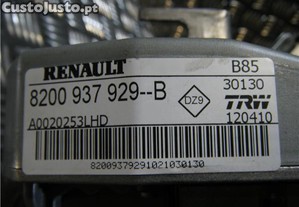 CustoJusto.pt
RENAULT
B85
8200 937 929--B
DZ9
30130
TRW
A0020253LHD
120410
82009379291021030130